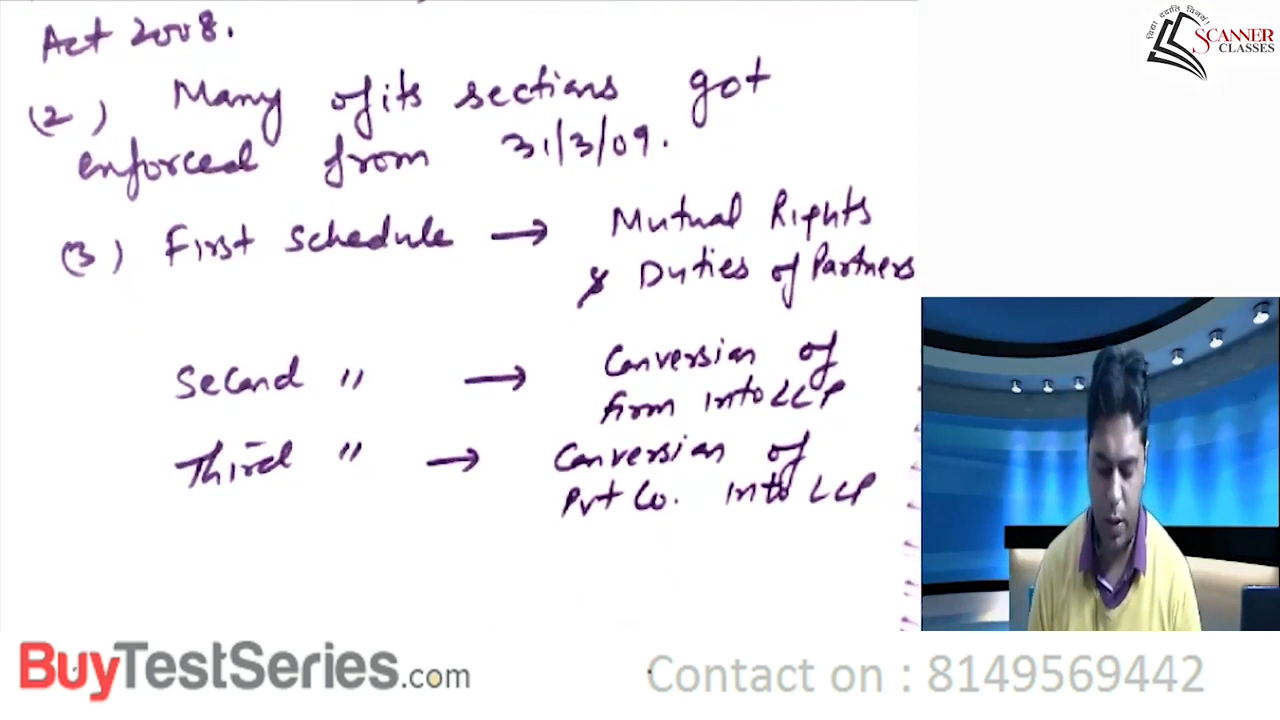 Act 2008.
(2) Many of its sections got
enforced from 31/3/09.
(3) First Schedule → Mutual Rights
& Duties of Partners
Second " → Conversion of
firm into LLP
Third " → Conversion of
Pvt Co. Into LLP
विद्या ददाति विनयं।
SCANNER
CLASSES
BuyTestSeries.com
Contact on : 8149569442